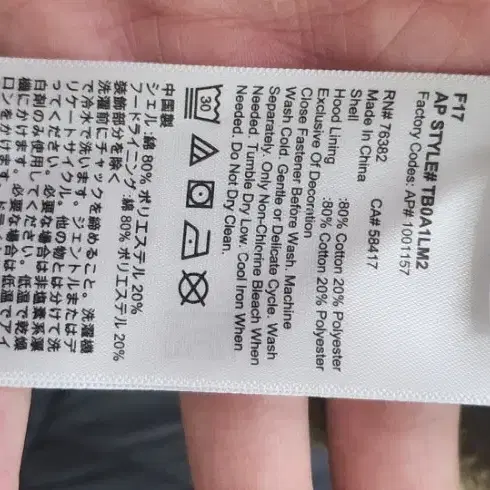 F17
AP STYLE# TB0A1LM2
Factory Codes: AP# 1001157
RN# 76382 CA# 58417
Made in China
Shell :80% Cotton 20% Polyester
Hood Lining :80% Cotton 20% Polyester
Exclusive Of Decoration
Close Fastener Before Wash. Machine
Wash Cold. Gentle or Delicate Cycle. Wash
Separately. Only Non-Chlorine Bleach When
Needed. Tumble Dry Low. Cool Iron When
Needed. Do Not Dry Clean.
30
中国製
シェル:綿 80% ポリエステル 20%
フードライニング:綿 80% ポリエステル 20%
装飾部分を除く
洗濯前にチャックを締めること。洗濯機
で冷水で洗います。ジェントルまたはデ
リケートサイクル。他の物とは分けて洗
ってください。必要な場合は非塩素系漂
白剤のみ使用してください。低温で乾燥
機にかけます。必要な場合は低温でアイ
ロンをかけます。ドライ